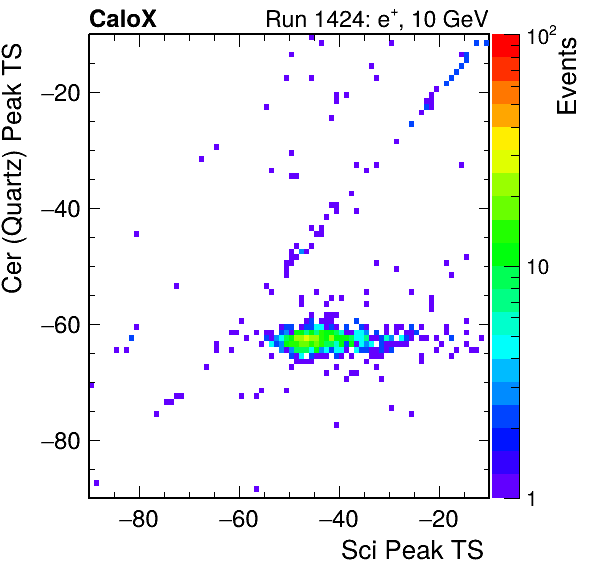 CaloX Run 1424: e⁺, 10 GeV
Cer (Quartz) Peak TS
−20
−40
−60
−80
−80 −60 −40 −20
Sci Peak TS
10²
10
1
Events